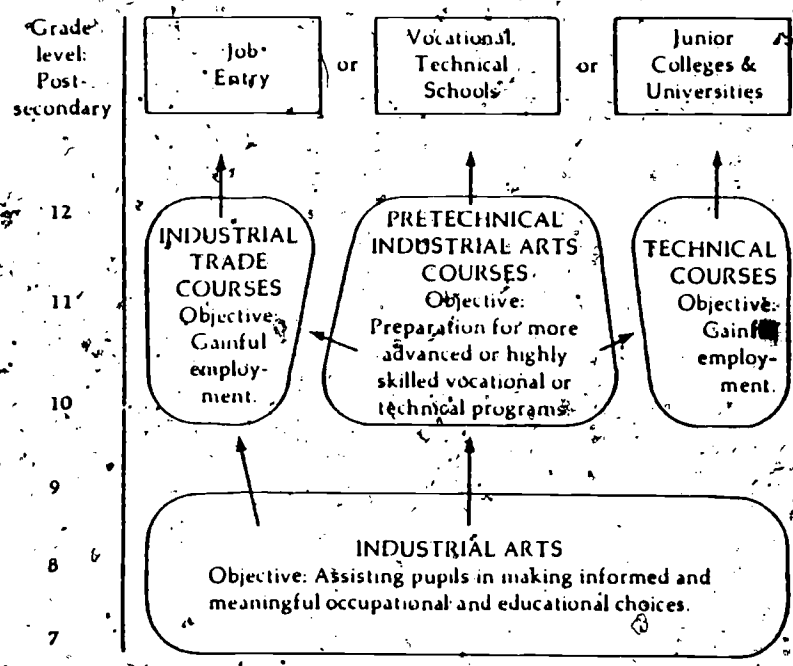 Grade
level:
Post-
secondary
Job
Entry
or
Vocational,
Technical
Schools
or
Junior
Colleges &
Universities
12
11
10
9
8
7
INDUSTRIAL
TRADE
COURSES
Objective:
Gainful
employ-
ment.
PRETECHNICAL
INDUSTRIAL ARTS
COURSES
Objective:
Preparation for more
advanced or highly
skilled vocational or
technical programs.
TECHNICAL
COURSES
Objective:
Gainful
employ-
ment.
INDUSTRIAL ARTS
Objective: Assisting pupils in making informed and
meaningful occupational and educational choices.